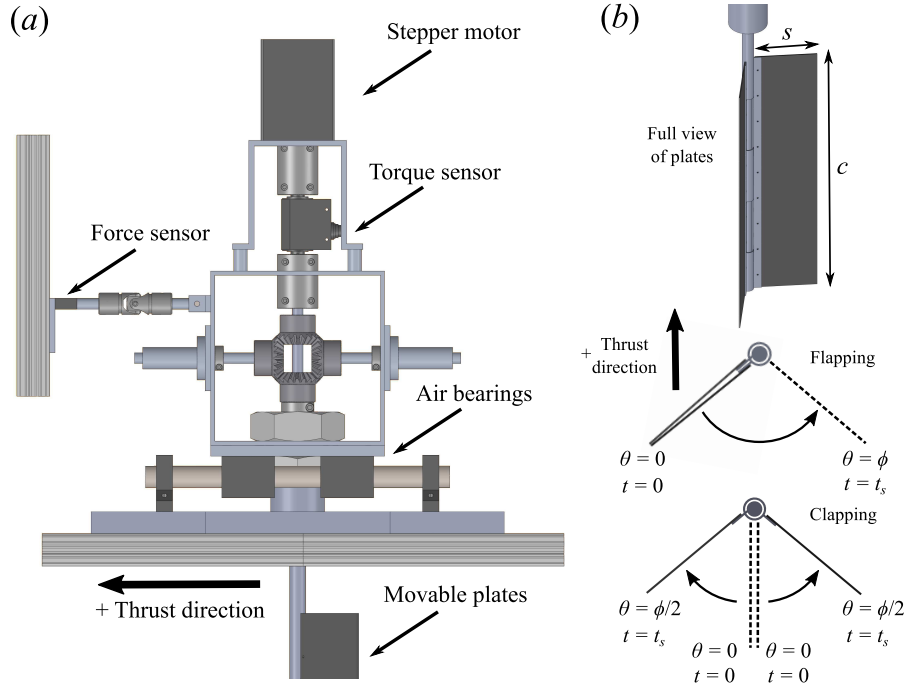 (a)
Stepper motor
Torque sensor
Force sensor
Air bearings
+ Thrust direction
Movable plates
(b)
s
Full view
of plates
c
+ Thrust
direction
Flapping
θ = 0
t = 0
θ = ϕ
t = tₛ
Clapping
θ = ϕ/2
t = tₛ
θ = 0
t = 0
θ = 0
t = 0
θ = ϕ/2
t = tₛ